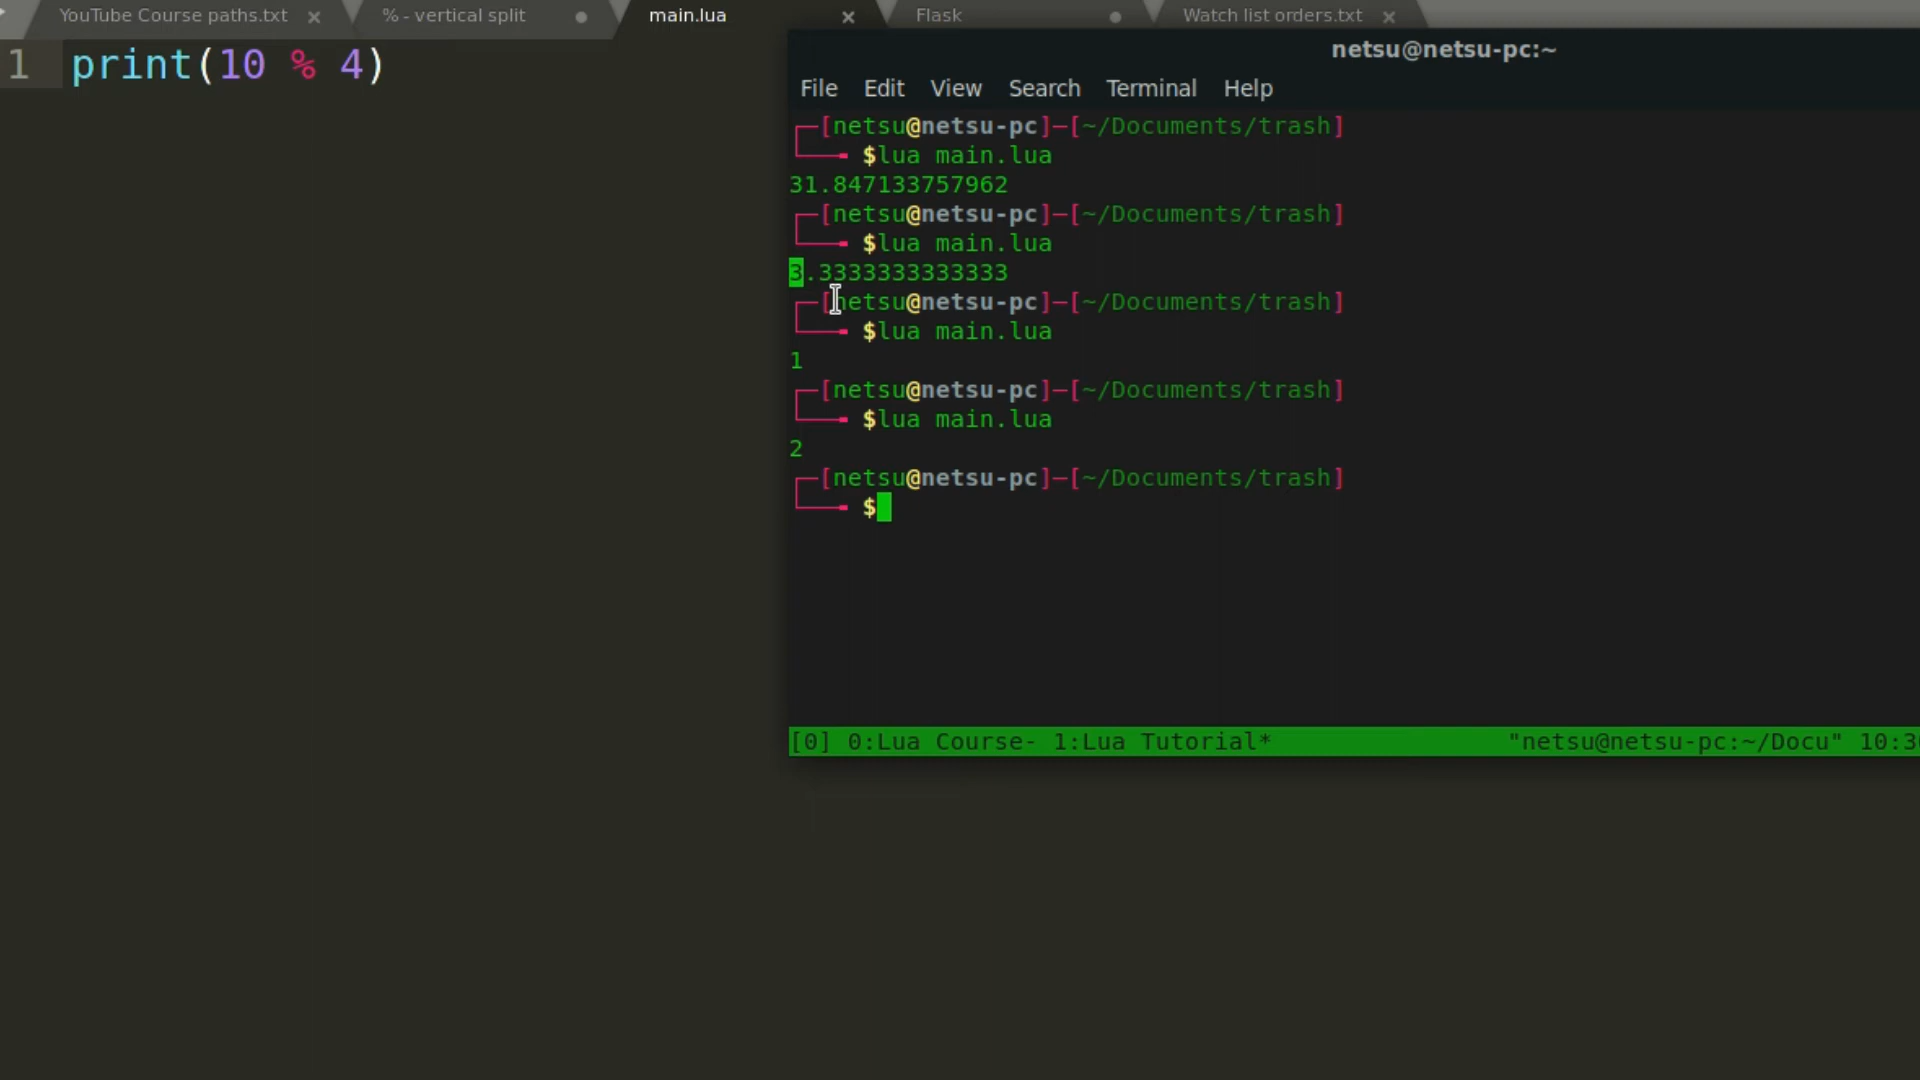 YouTube Course paths.txt × % - vertical split ● main.lua × Flask ● Watch list orders.txt ×
1 print(10 % 4)
netsu@netsu-pc:~
File Edit View Search Terminal Help
┌─[netsu@netsu-pc]─[~/Documents/trash]
└──╼ $lua main.lua
31.847133757962
┌─[netsu@netsu-pc]─[~/Documents/trash]
└──╼ $lua main.lua
3.3333333333333
┌─[netsu@netsu-pc]─[~/Documents/trash]
└──╼ $lua main.lua
1
┌─[netsu@netsu-pc]─[~/Documents/trash]
└──╼ $lua main.lua
2
┌─[netsu@netsu-pc]─[~/Documents/trash]
└──╼ $
[0] 0:Lua Course- 1:Lua Tutorial* "netsu@netsu-pc:~/Docu" 10:3